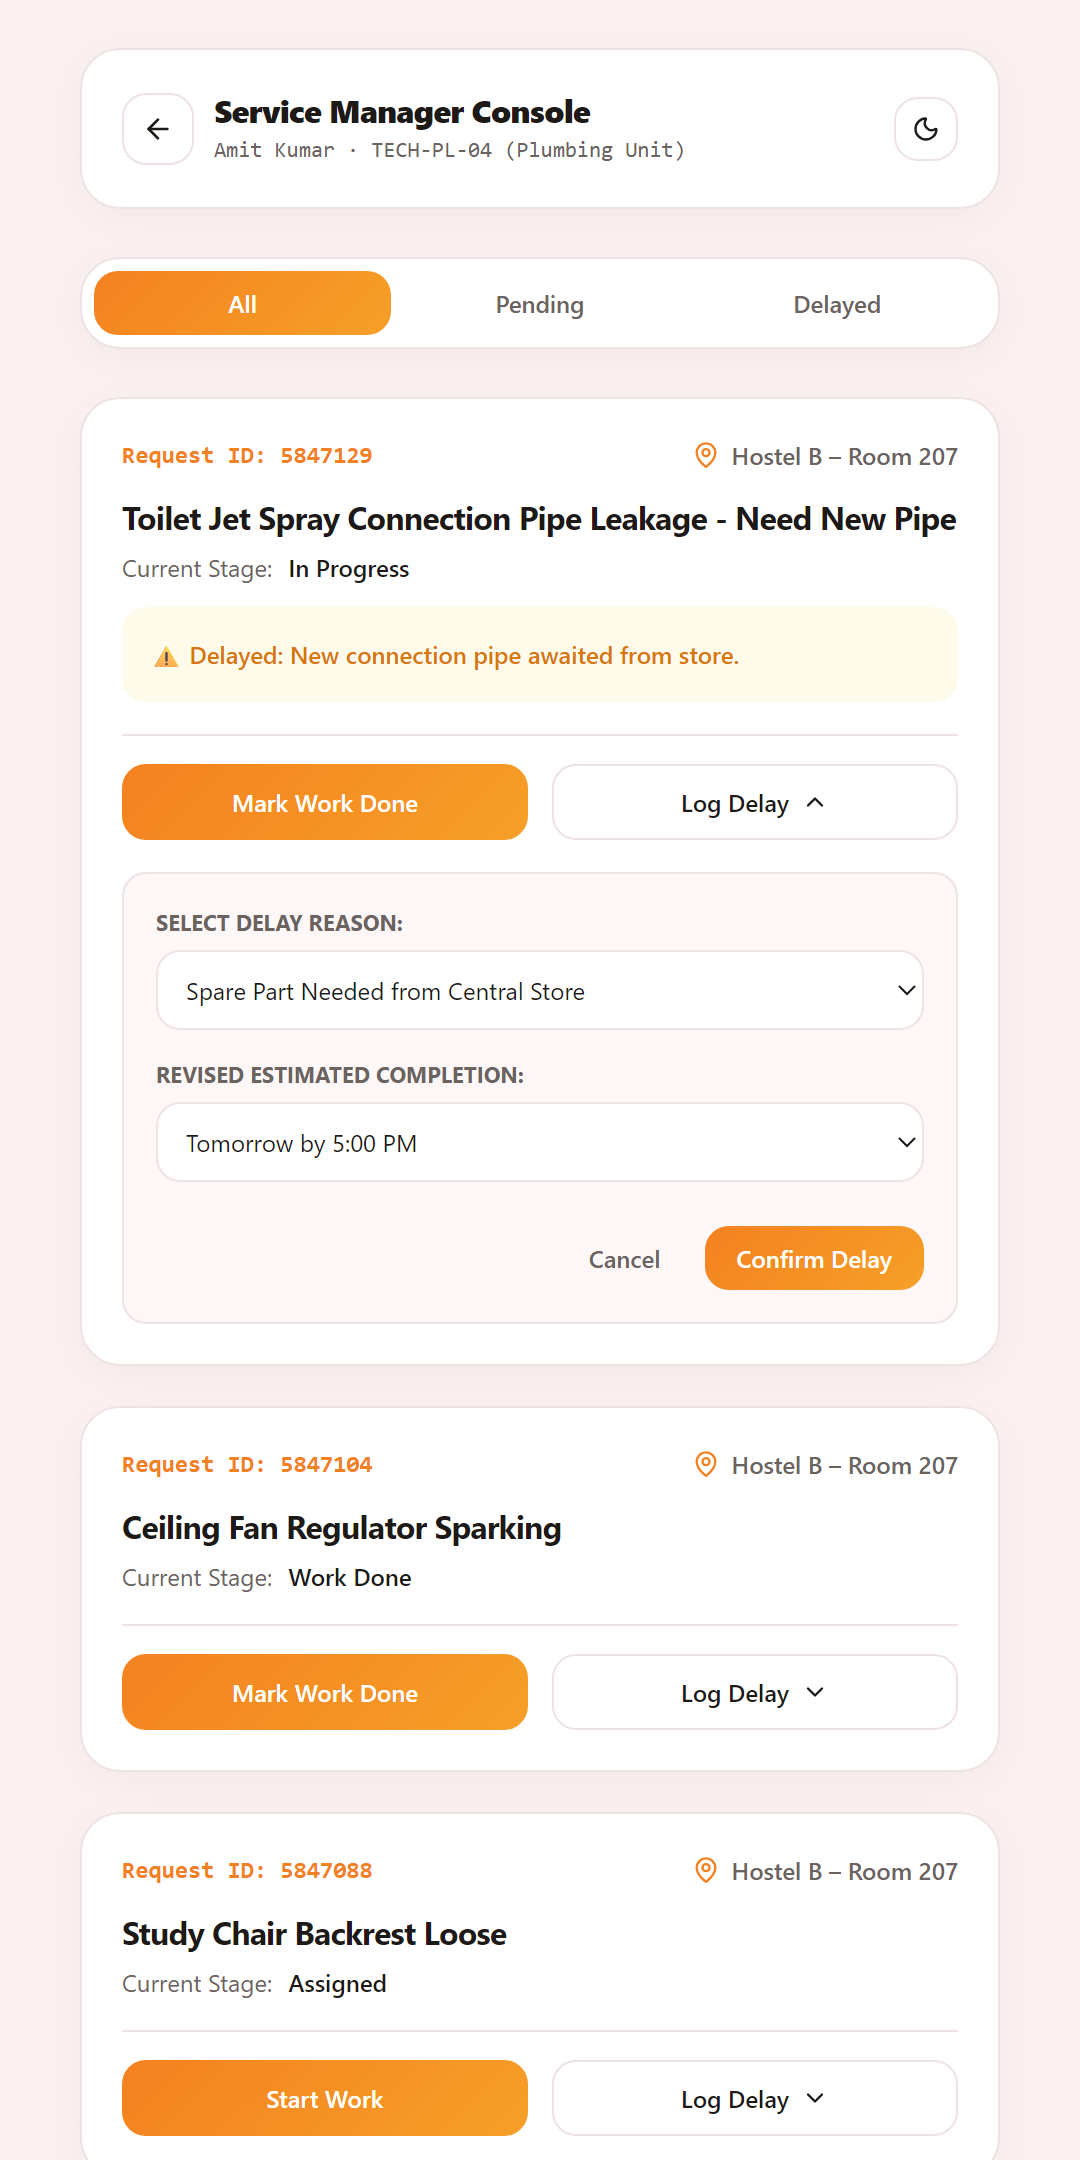 Service Manager Console
Amit Kumar · TECH-PL-04 (Plumbing Unit)
All
Pending
Delayed
Request ID: 5847129
Hostel B – Room 207
Toilet Jet Spray Connection Pipe Leakage - Need New Pipe
Current Stage: In Progress
Delayed: New connection pipe awaited from store.
Mark Work Done
Log Delay
SELECT DELAY REASON:
Spare Part Needed from Central Store
REVISED ESTIMATED COMPLETION:
Tomorrow by 5:00 PM
Cancel
Confirm Delay
Request ID: 5847104
Hostel B – Room 207
Ceiling Fan Regulator Sparking
Current Stage: Work Done
Mark Work Done
Log Delay
Request ID: 5847088
Hostel B – Room 207
Study Chair Backrest Loose
Current Stage: Assigned
Start Work
Log Delay